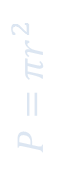 P = πr²